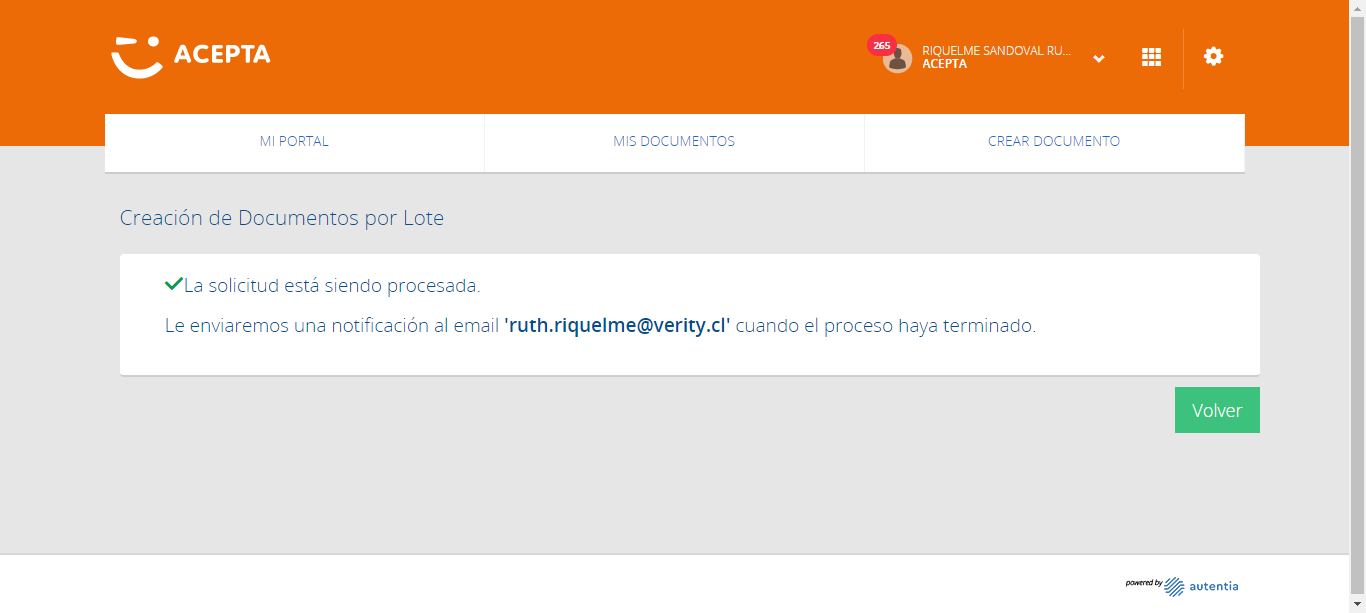 ACEPTA
265
RIQUELME SANDOVAL RU...
ACEPTA
MI PORTAL
MIS DOCUMENTOS
CREAR DOCUMENTO
Creación de Documentos por Lote
La solicitud está siendo procesada.
Le enviaremos una notificación al email 'ruth.riquelme@verity.cl' cuando el proceso haya terminado.
Volver
powered by autentia